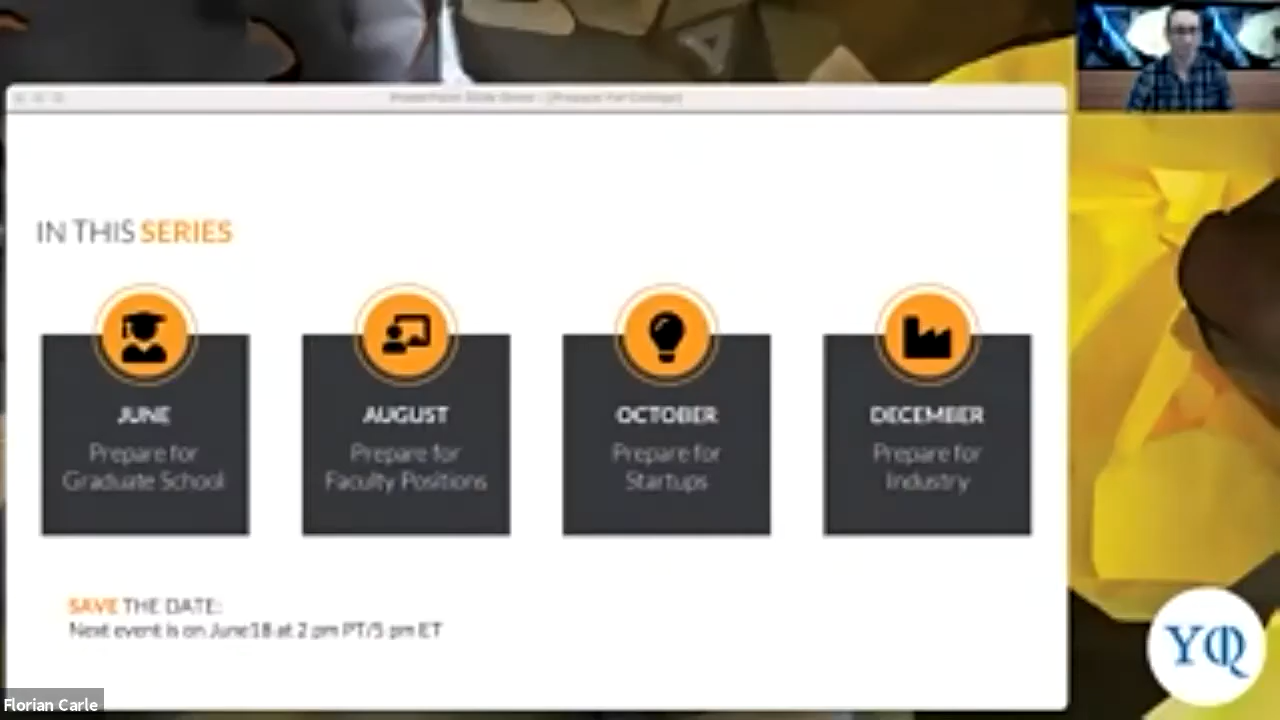 IN THIS SERIES
JUNE
Prepare for
Graduate School
AUGUST
Prepare for
Faculty Positions
OCTOBER
Prepare for
Startups
DECEMBER
Prepare for
Industry
SAVE THE DATE:
Next event is on June18 at 2 pm PT/5 pm ET
YQ
Florian Carle